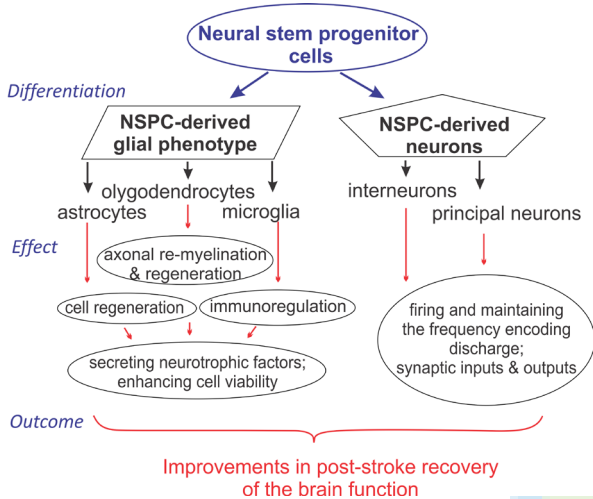 Neural stem progenitor
cells
Differentiation
NSPC-derived
glial phenotype
NSPC-derived
neurons
olygodendrocytes
astrocytes
microglia
interneurons
principal neurons
Effect
axonal re-myelination
& regeneration
cell regeneration
immunoregulation
firing and maintaining
the frequency encoding
discharge;
synaptic inputs & outputs
secreting neurotrophic factors;
enhancing cell viability
Outcome
Improvements in post-stroke recovery
of the brain function